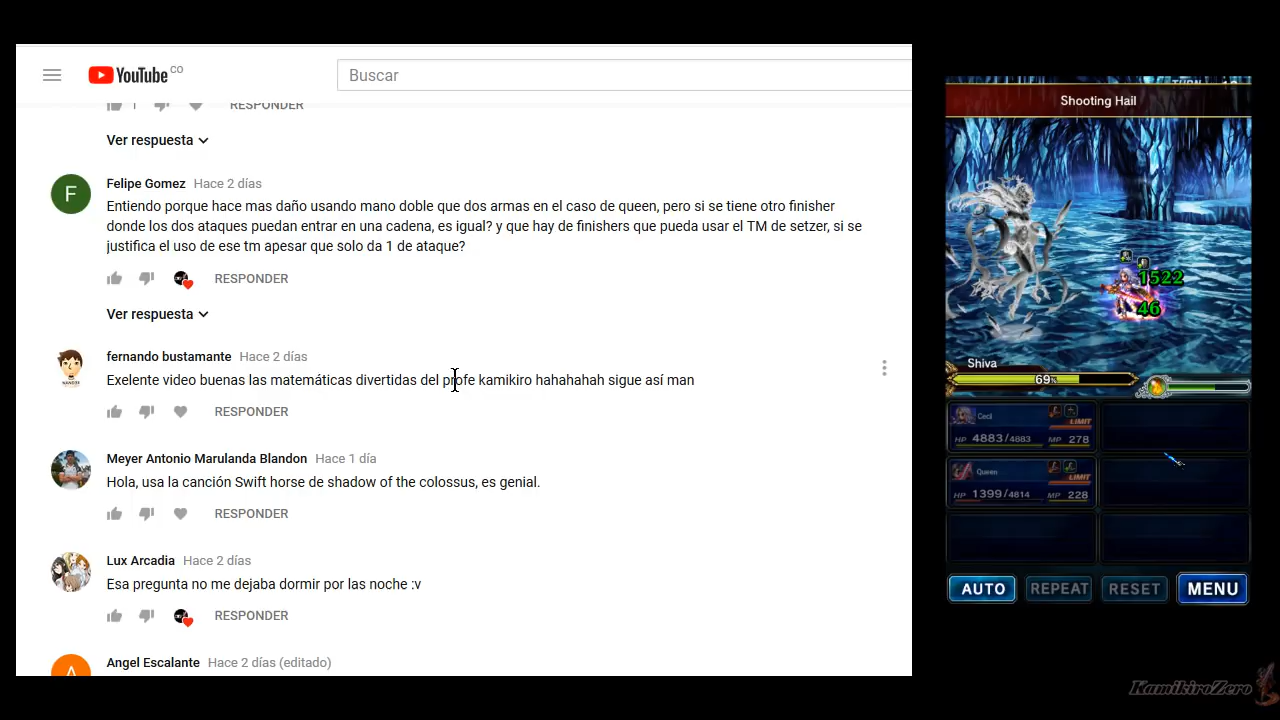 YouTube CO
Buscar
1 RESPONDER
Ver respuesta
F
Felipe Gomez Hace 2 días
Entiendo porque hace mas daño usando mano doble que dos armas en el caso de queen, pero si se tiene otro finisher
donde los dos ataques puedan entrar en una cadena, es igual? y que hay de finishers que pueda usar el TM de setzer, si se
justifica el uso de ese tm apesar que solo da 1 de ataque?
RESPONDER
Ver respuesta
fernando bustamante Hace 2 días
Exelente video buenas las matemáticas divertidas del profe kamikiro hahahahah sigue así man
RESPONDER
Meyer Antonio Marulanda Blandon Hace 1 día
Hola, usa la canción Swift horse de shadow of the colossus, es genial.
RESPONDER
Lux Arcadia Hace 2 días
Esa pregunta no me dejaba dormir por las noche :v
RESPONDER
A
Angel Escalante Hace 2 días (editado)
Shooting Hail
1522
46
Shiva
69%
Cecil
LIMIT
HP 4883/4883 MP 278
Queen
LIMIT
HP 1399/4814 MP 228
AUTO REPEAT RESET MENU
KamikiroZero